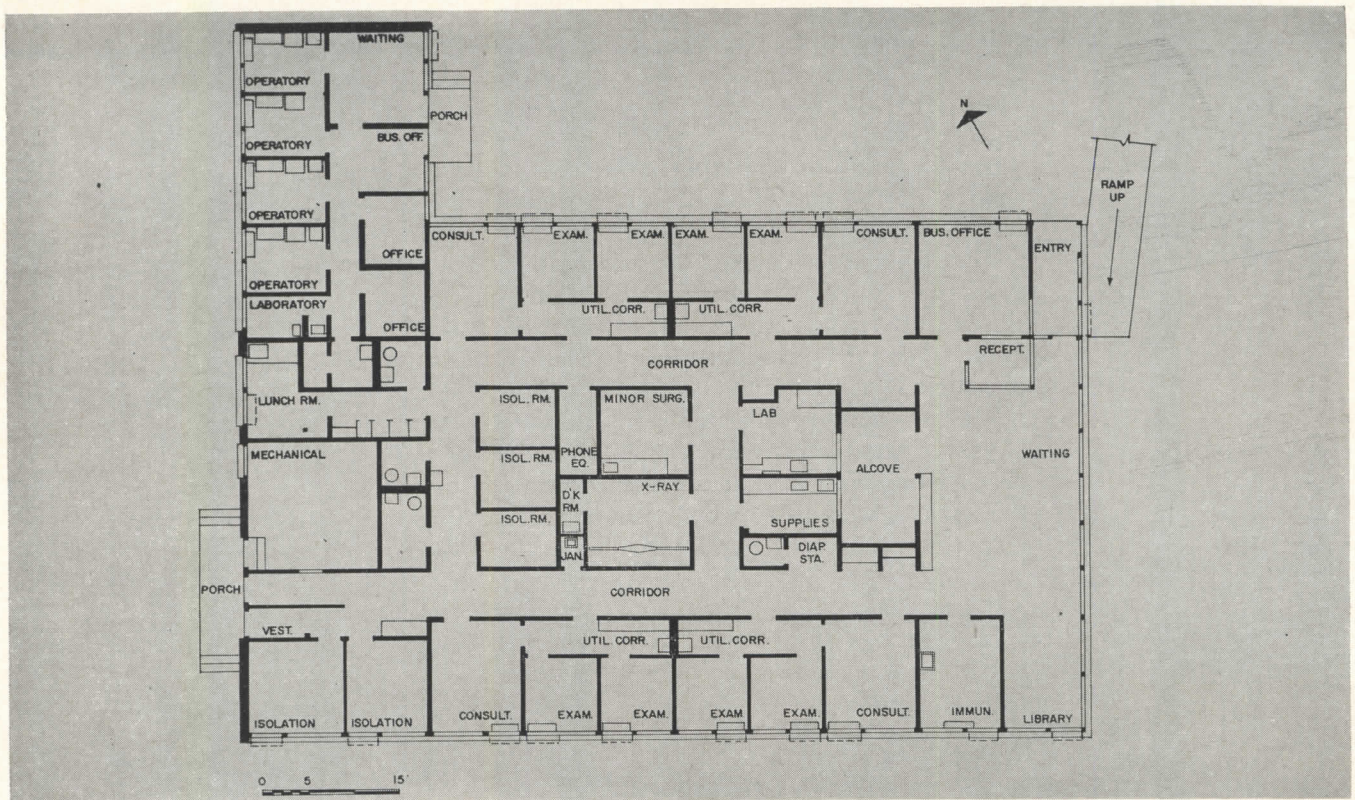 WAITING
OPERATORY
N
PORCH
BUS. OFF.
OPERATORY
RAMP
UP
OPERATORY
CONSULT.
EXAM.
EXAM.
EXAM.
EXAM.
CONSULT.
BUS. OFFICE
ENTRY
OFFICE
OPERATORY
LABORATORY
UTIL. CORR.
UTIL. CORR.
OFFICE
RECEPT.
CORRIDOR
LUNCH RM.
ISOL. RM.
MINOR SURG.
LAB
MECHANICAL
ISOL. RM.
PHONE
EQ.
WAITING
ALCOVE
X-RAY
D'K
RM
ISOL. RM.
SUPPLIES
JAN.
DIAP.
STA.
PORCH
CORRIDOR
VEST.
UTIL. CORR.
UTIL. CORR.
ISOLATION
ISOLATION
CONSULT.
EXAM.
EXAM.
EXAM.
EXAM.
CONSULT.
IMMUN.
LIBRARY
0 5 15'